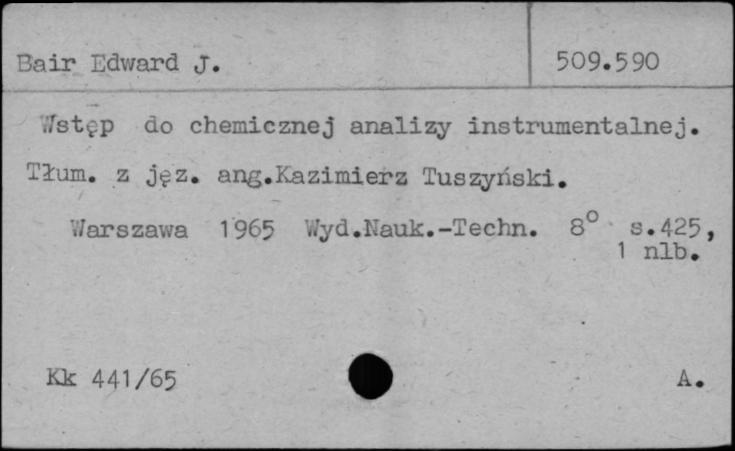 Bair Edward J. 509.590
Wstęp do chemicznej analizy instrumentalnej.
Tłum. z jęz. ang.Kazimierz Tuszyński.
Warszawa 1965 Wyd.Nauk.-Techn. 8° s.425,
1 nlb.
Kk 441/65 A.